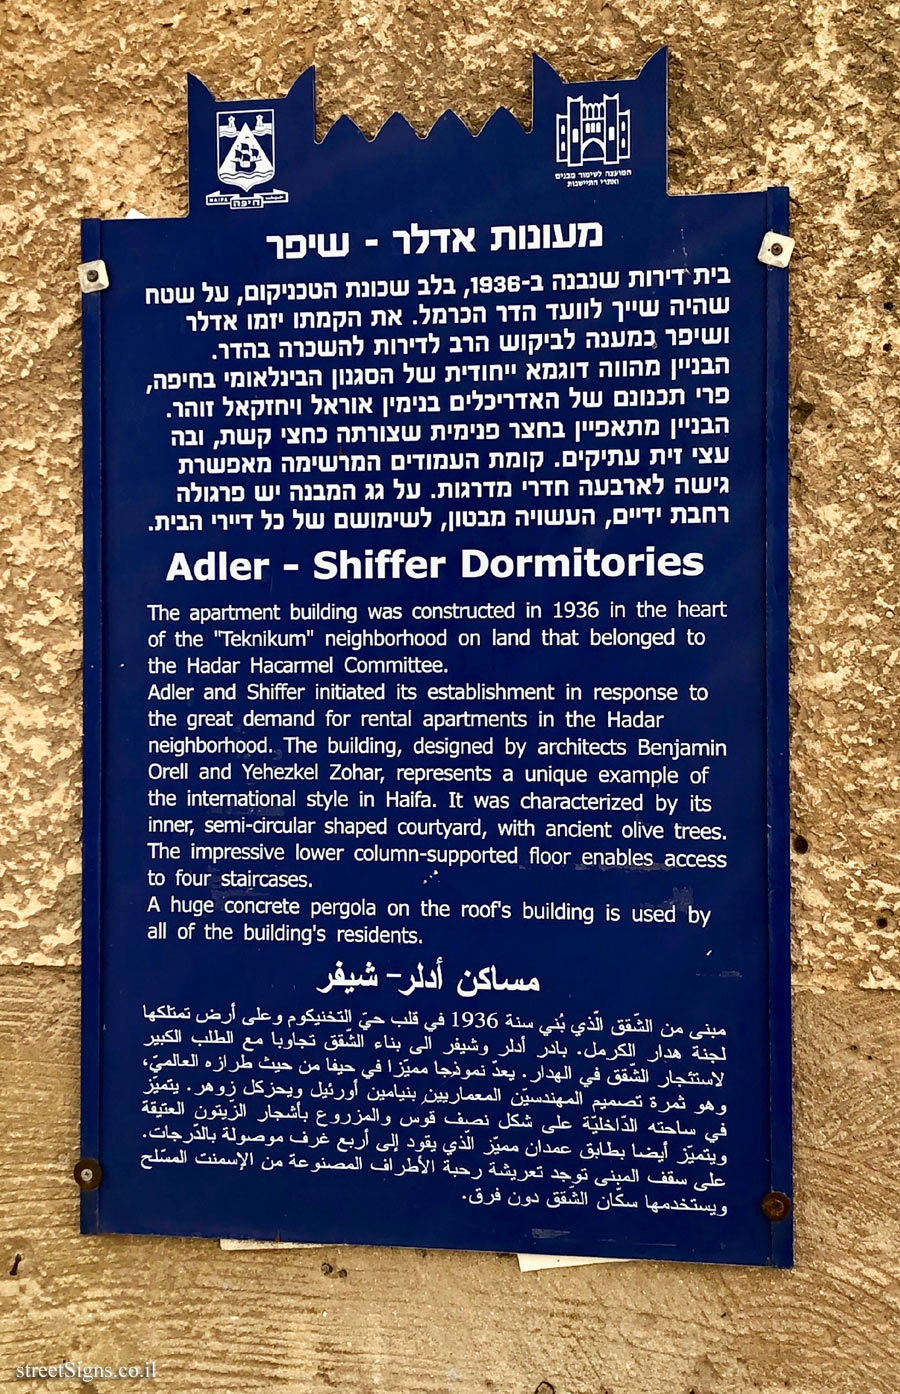 HAIFA חיפה حيفا
המועצה לשימור מבנים
ואתרי התיישבות
מעונות אדלר - שיפר
בית דירות שנבנה ב-1936, בלב שכונת הטכניקום, על שטח
שהיה שייך לוועד הדר הכרמל. את הקמתו יזמו אדלר
ושיפר במענה לביקוש הרב לדירות להשכרה בהדר.
הבניין מהווה דוגמא ייחודית של הסגנון הבינלאומי בחיפה,
פרי תכנונם של האדריכלים בנימין אוראל ויחזקאל זוהר.
הבניין מתאפיין בחצר פנימית שצורתה כחצי קשת, ובה
עצי זית עתיקים. קומת העמודים המרשימה מאפשרת
גישה לארבעה חדרי מדרגות. על גג המבנה יש פרגולה
רחבת ידיים, העשויה מבטון, לשימושם של כל דיירי הבית.
Adler - Shiffer Dormitories
The apartment building was constructed in 1936 in the heart
of the "Teknikum" neighborhood on land that belonged to
the Hadar Hacarmel Committee.
Adler and Shiffer initiated its establishment in response to
the great demand for rental apartments in the Hadar
neighborhood. The building, designed by architects Benjamin
Orell and Yehezkel Zohar, represents a unique example of
the international style in Haifa. It was characterized by its
inner, semi-circular shaped courtyard, with ancient olive trees.
The impressive lower column-supported floor enables access
to four staircases.
A huge concrete pergola on the roof's building is used by
all of the building's residents.
مساكن أدلر- شيفر
مبنى من الشّقق الّذي بُني سنة 1936 في قلب حيّ التخنيكوم وعلى أرض تمتلكها
لجنة هدار الكرمل. بادر أدلر وشيفر الى بناء الشّقق تجاوبا مع الطلب الكبير
لاستئجار الشّقق في الهدار. يعدّ نموذجا مميّزا في حيفا من حيث طرازه العالميّ،
وهو ثمرة تصميم المهندسيّن المعماريين بنيامين أورئيل ويحزكل زوهر. يتميّز
في ساحته الدّاخليّة على شكل نصف قوس والمزروع بأشجار الزيتون العتيقة
ويتميّز أيضا بطابق عمدان مميّز الّذي يقود إلى أربع غرف موصولة بالدّرجات.
على سقف المبنى توجد تعريشة رحبة الأطراف المصنوعة من الإسمنت المسّلح
ويستخدمها سكّان الشّقق دون فرق.
streetSigns.co.il